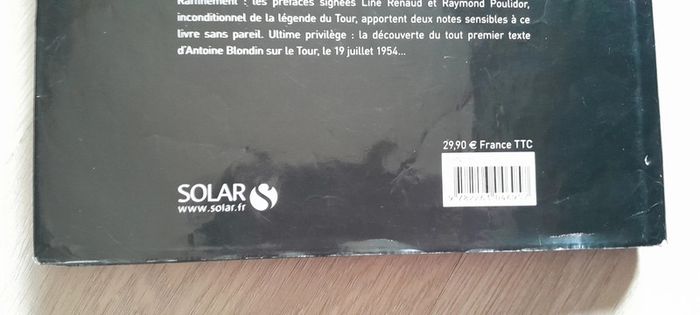 Raffinement : les préfaces signées Line Renaud et Raymond Poulidor,
inconditionnel de la légende du Tour, apportent deux notes sensibles à ce
livre sans pareil. Ultime privilège : la découverte du tout premier texte
d'Antoine Blondin sur le Tour, le 19 juillet 1954...
29,90 € France TTC
SOLAR
www.solar.fr